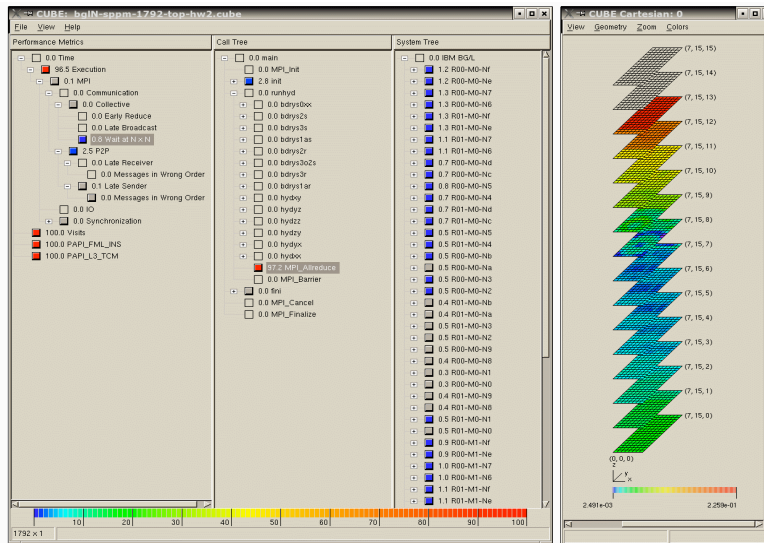 CUBE: bglN-sppm-1792-top-hw2.cube
File View Help
Performance Metrics
0.0 Time
96.5 Execution
0.1 MPI
0.0 Communication
0.0 Collective
0.0 Early Reduce
0.0 Late Broadcast
0.8 Wait at N x N
2.5 P2P
0.0 Late Receiver
0.0 Messages in Wrong Order
0.1 Late Sender
0.0 Messages in Wrong Order
0.0 IO
0.0 Synchronization
100.0 Visits
100.0 PAPI_FML_INS
100.0 PAPI_L3_TCM
Call Tree
0.0 main
0.0 MPI_Init
2.8 init
0.0 runhyd
0.0 bdrys0xx
0.0 bdrys2s
0.0 bdrys3s
0.0 bdrys1as
0.0 bdrys2r
0.0 bdrys3o2s
0.0 bdrys3r
0.0 bdrys1ar
0.0 hydxy
0.0 hydyz
0.0 hydzz
0.0 hydzy
0.0 hydyx
0.0 hydxx
97.2 MPI_Allreduce
0.0 MPI_Barrier
0.0 fini
0.0 MPI_Cancel
0.0 MPI_Finalize
System Tree
0.0 IBM BG/L
1.2 R00-M0-Nf
1.2 R00-M0-Ne
1.3 R00-M0-N7
1.3 R00-M0-N6
1.3 R01-M0-Nf
1.3 R01-M0-Ne
1.1 R01-M0-N7
1.1 R01-M0-N6
0.7 R00-M0-Nd
0.7 R00-M0-Nc
0.8 R00-M0-N5
0.7 R00-M0-N4
0.7 R01-M0-Nd
0.7 R01-M0-Nc
0.5 R01-M0-N5
0.5 R01-M0-N4
0.5 R00-M0-Nb
0.5 R00-M0-Na
0.5 R00-M0-N3
0.5 R00-M0-N2
0.4 R01-M0-Nb
0.4 R01-M0-Na
0.5 R01-M0-N3
0.5 R01-M0-N2
0.5 R00-M0-N9
0.4 R00-M0-N8
0.3 R00-M0-N1
0.3 R00-M0-N0
0.4 R01-M0-N9
0.4 R01-M0-N8
0.5 R01-M0-N1
0.5 R01-M0-N0
0.9 R00-M1-Nf
0.9 R00-M1-Ne
1.0 R00-M1-N7
1.0 R00-M1-N6
1.1 R01-M1-Nf
1.1 R01-M1-Ne
10 20 30 40 50 60 70 80 90 100
1792 x 1
CUBE Cartesian: 0
View Geometry Zoom Colors
(7, 15, 15)
(7, 15, 14)
(7, 15, 13)
(7, 15, 12)
(7, 15, 11)
(7, 15, 10)
(7, 15, 9)
(7, 15, 8)
(7, 15, 7)
(7, 15, 6)
(7, 15, 5)
(7, 15, 4)
(7, 15, 3)
(7, 15, 2)
(7, 15, 1)
(7, 15, 0)
(0, 0, 0)
z
y
x
2.491e-03 2.259e-01